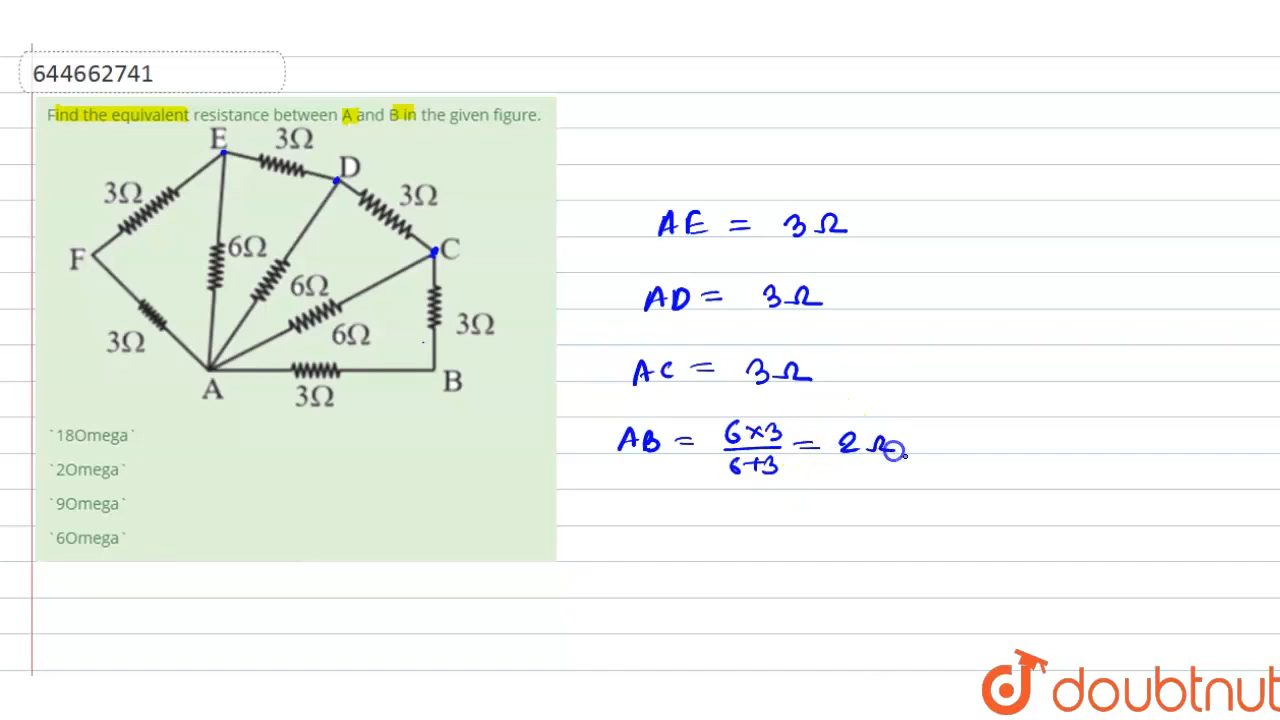 644662741
Find the equivalent resistance between A and B in the given figure.
E
3Ω
D
3Ω
3Ω
C
F
6Ω
6Ω
3Ω
6Ω
3Ω
A
3Ω
B
`18Omega`
`2Omega`
`9Omega`
`6Omega`
AE = 3Ω
AD = 3Ω
AC = 3Ω
AB = 6×3 / 6+3 = 2Ω
doubtnut